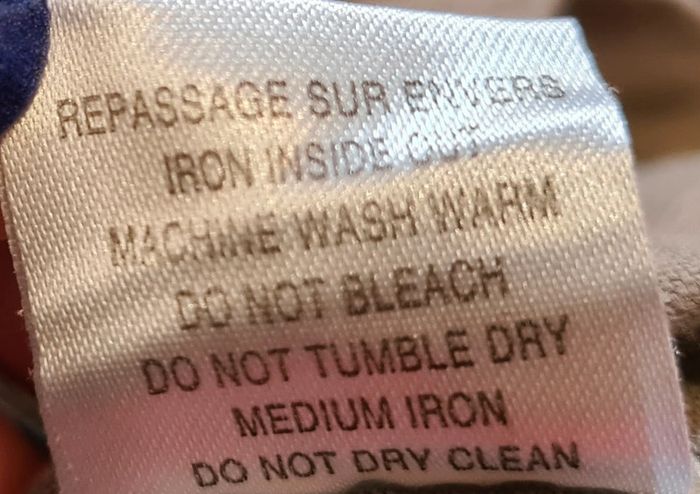 REPASSAGE SUR ENVERS
IRON INSIDE OUT
MACHINE WASH WARM
DO NOT BLEACH
DO NOT TUMBLE DRY
MEDIUM IRON
DO NOT DRY CLEAN